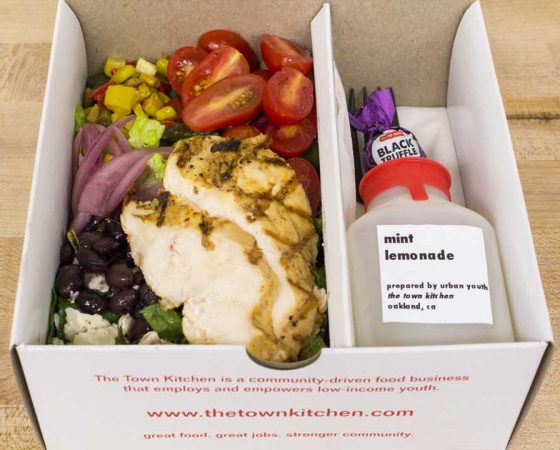 BLACK
TRUFFLE
mint
lemonade
prepared by urban youth
the town kitchen
oakland, ca
The Town Kitchen is a community-driven food business
that employs and empowers low-income youth.
www.thetownkitchen.com
great food. great jobs. stronger community.